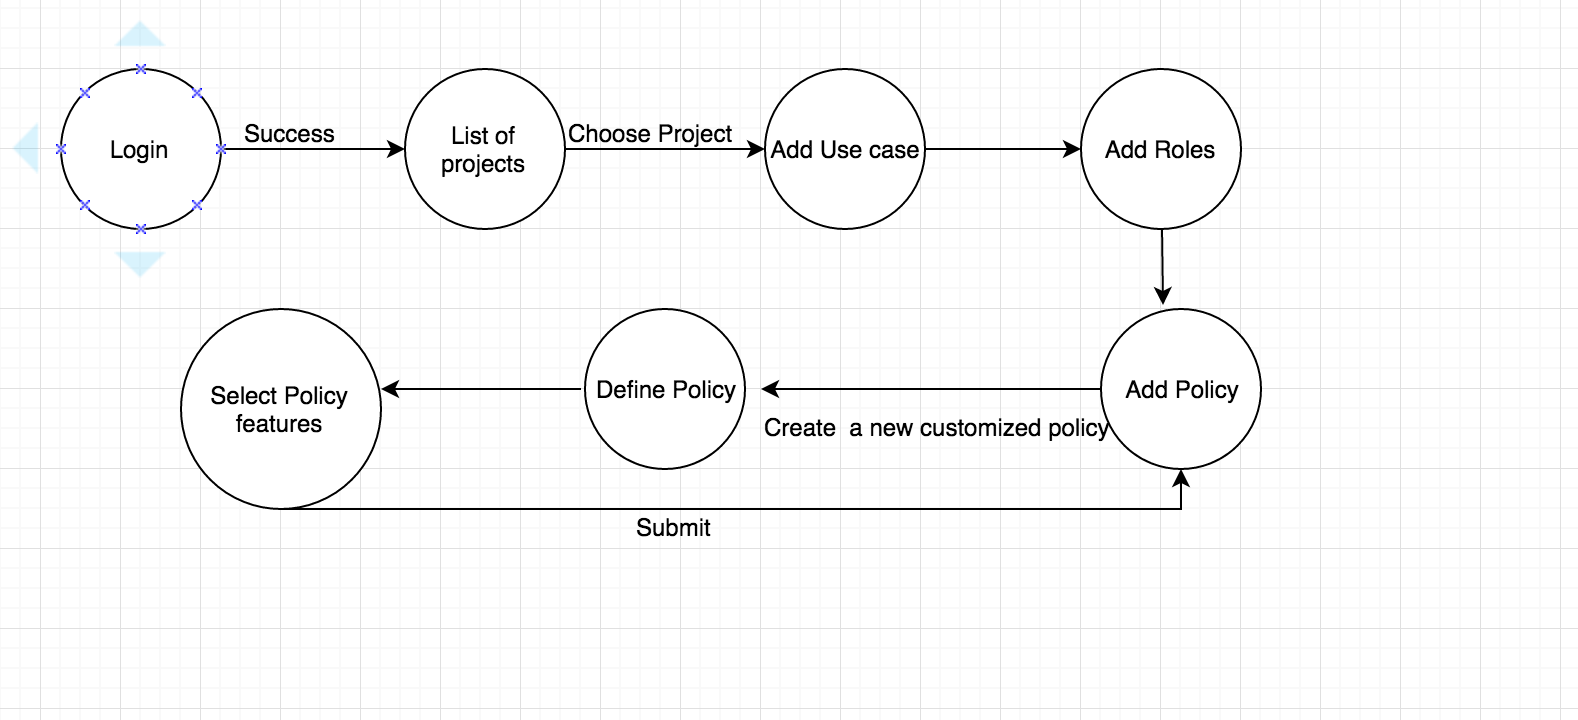 Login
Success
List of
projects
Choose Project
Add Use case
Add Roles
Select Policy
features
Define Policy
Create  a new customized policy
Add Policy
Submit